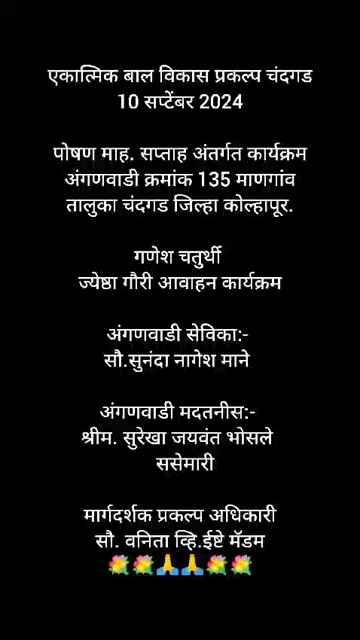 एकात्मिक बाल विकास प्रकल्प चंदगड
10 सप्टेंबर 2024
पोषण माह. सप्ताह अंतर्गत कार्यक्रम
अंगणवाडी क्रमांक 135 माणगांव
तालुका चंदगड जिल्हा कोल्हापूर.
गणेश चतुर्थी
ज्येष्ठा गौरी आवाहन कार्यक्रम
अंगणवाडी सेविका:-
सौ.सुनंदा नागेश माने
अंगणवाडी मदतनीस:-
श्रीम. सुरेखा जयवंत भोसले
ससेमारी
मार्गदर्शक प्रकल्प अधिकारी
सौ. वनिता व्हि.ईष्टे मॅडम
💐💐🙏🙏💐💐